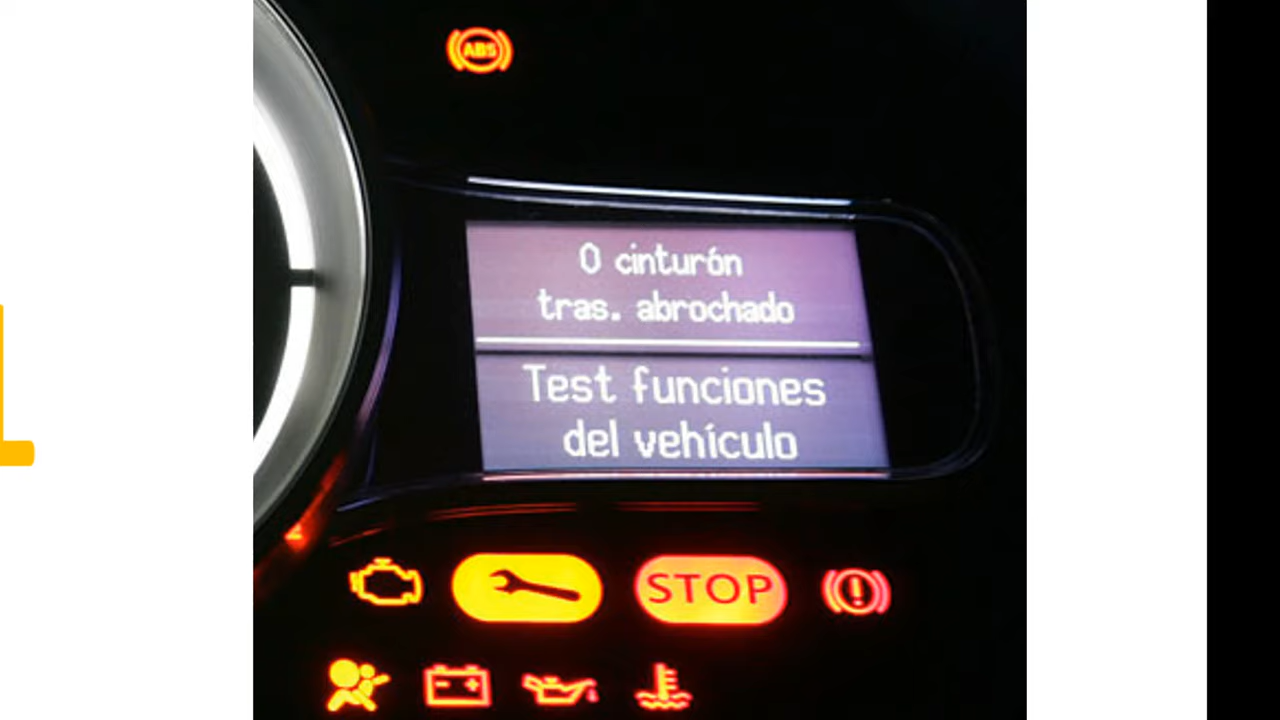 ABS
0 cinturón
tras. abrochado
Test funciones
del vehículo
STOP